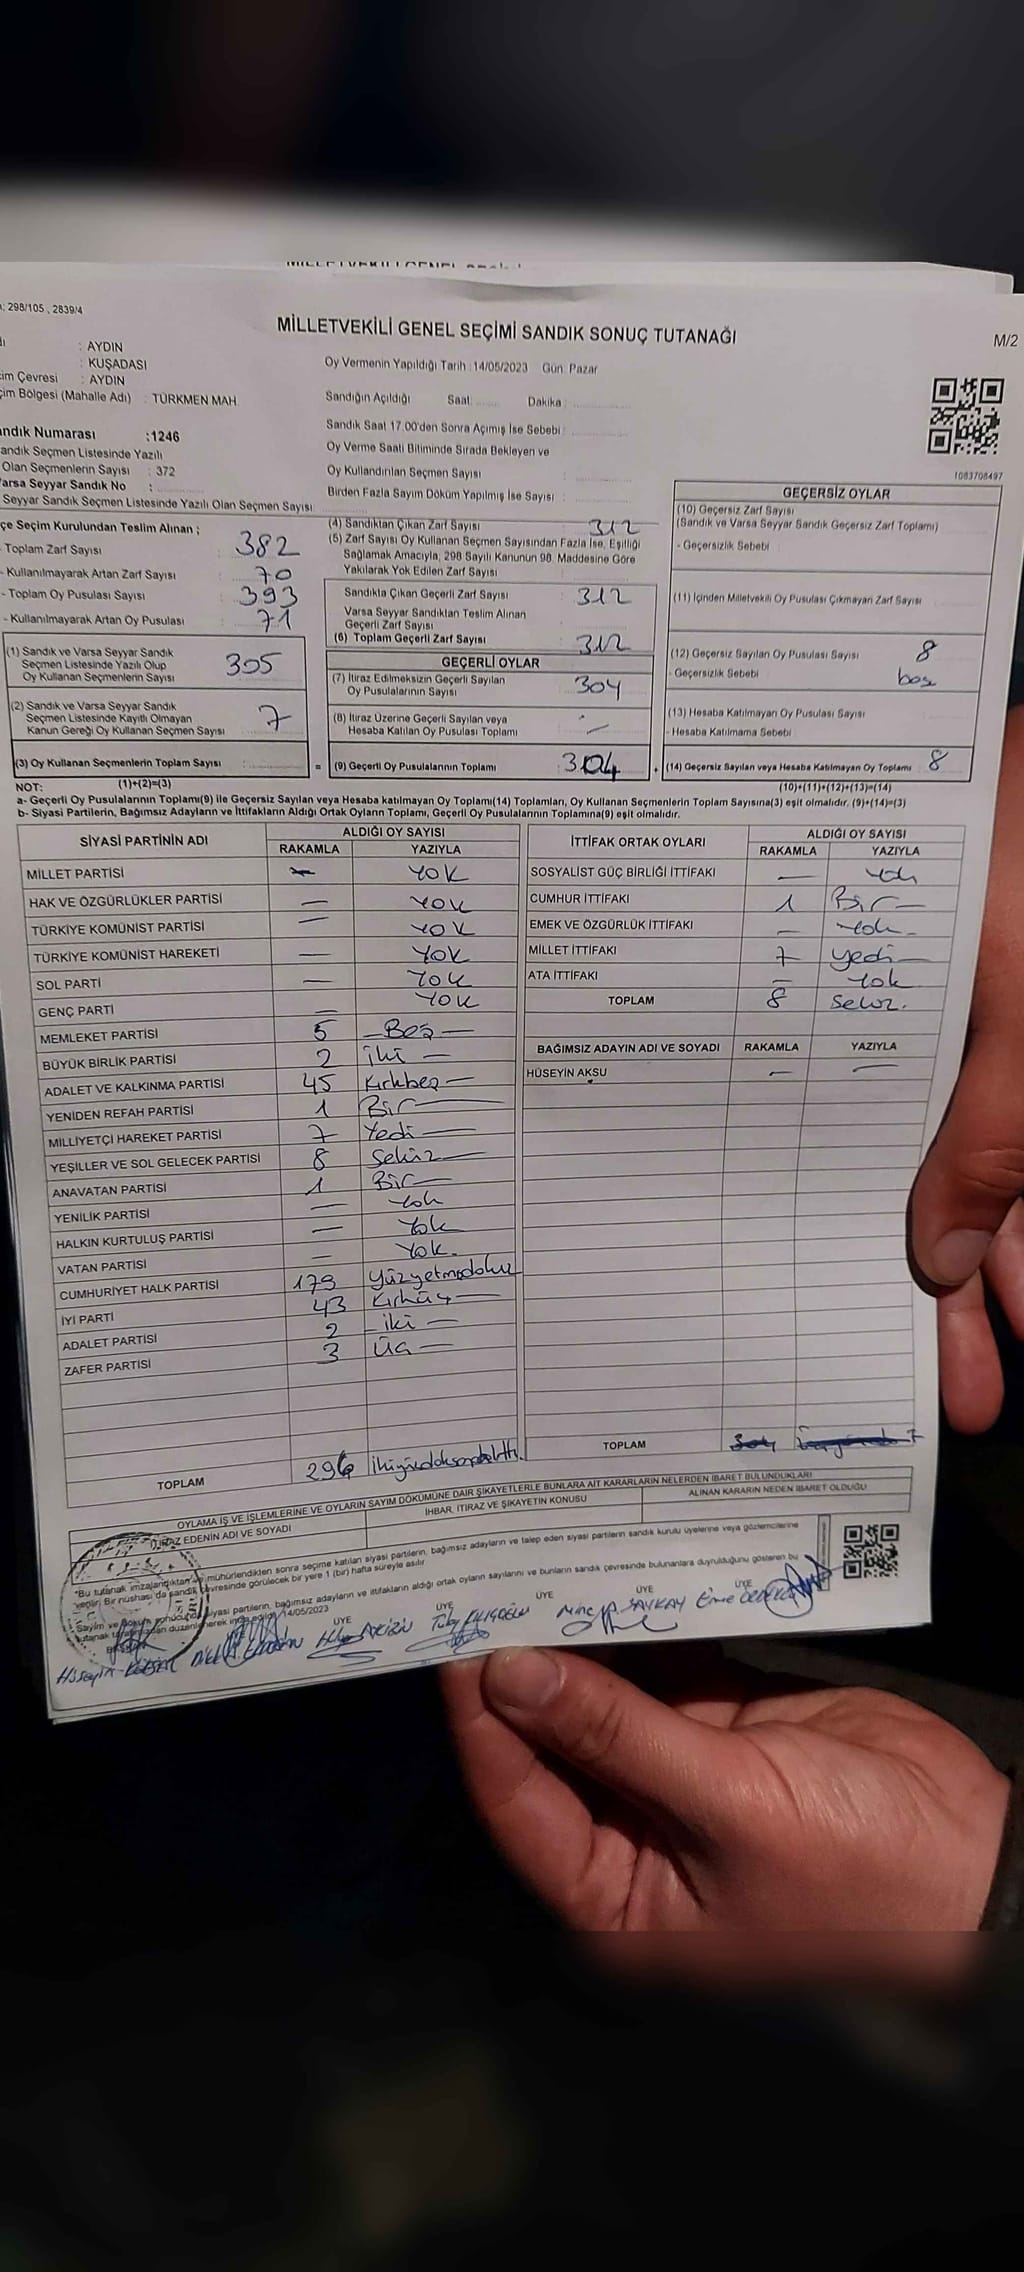 298/105 , 2839/4
MİLLETVEKİLİ GENEL SEÇİMİ SANDIK SONUÇ TUTANAĞI
M/2
: AYDIN
: KUŞADASI
im Çevresi : AYDIN
çim Bölgesi (Mahalle Adı) : TÜRKMEN MAH
Oy Vermenin Yapıldığı Tarih : 14/05/2023 Gün: Pazar
Sandığın Açıldığı Saat: Dakika :
andık Numarası :1246
Sandık Saat 17.00'den Sonra Açılmış İse Sebebi :
andık Seçmen Listesinde Yazılı
Olan Seçmenlerin Sayısı : 372
Oy Verme Saati Bitiminde Sırada Bekleyen ve
Oy Kullandırılan Seçmen Sayısı :
arsa Seyyar Sandık No :
Seyyar Sandık Seçmen Listesinde Yazılı Olan Seçmen Sayısı
Birden Fazla Sayım Döküm Yapılmış İse Sayısı :
1083708497
çe Seçim Kurulundan Teslim Alınan ;
Toplam Zarf Sayısı : 382
- Kullanılmayarak Artan Zarf Sayısı : 70
- Toplam Oy Pusulası Sayısı : 393
- Kullanılmayarak Artan Oy Pusulası : 71
(1) Sandık ve Varsa Seyyar Sandık
Seçmen Listesinde Yazılı Olup
Oy Kullanan Seçmenlerin Sayısı : 305
(2) Sandık ve Varsa Seyyar Sandık
Seçmen Listesinde Kayıtlı Olmayan
Kanun Gereği Oy Kullanan Seçmen Sayısı : 7
(3) Oy Kullanan Seçmenlerin Toplam Sayısı :
(4) Sandıktan Çıkan Zarf Sayısı : 312
(5) Zarf Sayısı Oy Kullanan Seçmen Sayısından Fazla İse, Eşitliği
Sağlamak Amacıyla, 298 Sayılı Kanunun 98. Maddesine Göre
Yakılarak Yok Edilen Zarf Sayısı :
Sandıkta Çıkan Geçerli Zarf Sayısı : 312
Varsa Seyyar Sandıktan Teslim Alınan
Geçerli Zarf Sayısı :
(6) Toplam Geçerli Zarf Sayısı : 312
GEÇERLİ OYLAR
(7) İtiraz Edilmeksizin Geçerli Sayılan
Oy Pusulalarının Sayısı : 304
(8) İtiraz Üzerine Geçerli Sayılan veya
Hesaba Katılan Oy Pusulası Toplamı : —
= (9) Geçerli Oy Pusulalarının Toplamı : 304
GEÇERSİZ OYLAR
(10) Geçersiz Zarf Sayısı
(Sandık ve Varsa Seyyar Sandık Geçersiz Zarf Toplamı)
- Geçersizlik Sebebi
(11) İçinden Milletvekili Oy Pusulası Çıkmayan Zarf Sayısı
(12) Geçersiz Sayılan Oy Pusulası Sayısı : 8
- Geçersizlik Sebebi : boş
(13) Hesaba Katılmayan Oy Pusulası Sayısı
- Hesaba Katılmama Sebebi
(14) Geçersiz Sayılan veya Hesaba Katılmayan Oy Toplamı : 8
NOT: (1)+(2)=(3)
(10)+(11)+(12)+(13)=(14)
a- Geçerli Oy Pusulalarının Toplamı(9) ile Geçersiz Sayılan veya Hesaba katılmayan Oy Toplamı(14) Toplamları, Oy Kullanan Seçmenlerin Toplam Sayısına(3) eşit olmalıdır. (9)+(14)=(3)
b- Siyasi Partilerin, Bağımsız Adayların ve İttifakların Aldığı Ortak Oyların Toplamı, Geçerli Oy Pusulalarının Toplamına(9) eşit olmalıdır.
SİYASİ PARTİNİN ADI
ALDIĞI OY SAYISI
RAKAMLA YAZIYLA
MİLLET PARTİSİ — YOK
HAK VE ÖZGÜRLÜKLER PARTİSİ — YOK
TÜRKİYE KOMÜNİST PARTİSİ — YOK
TÜRKİYE KOMÜNİST HAREKETİ — YOK
SOL PARTİ — YOK
GENÇ PARTİ — YOK
MEMLEKET PARTİSİ 5 —Beş—
BÜYÜK BİRLİK PARTİSİ 2 iki —
ADALET VE KALKINMA PARTİSİ 45 Kırkbeş—
YENİDEN REFAH PARTİSİ 1 Bir—
MİLLİYETÇİ HAREKET PARTİSİ 7 Yedi—
YEŞİLLER VE SOL GELECEK PARTİSİ 8 Sekiz—
ANAVATAN PARTİSİ 1 Bir—
YENİLİK PARTİSİ — Yok
HALKIN KURTULUŞ PARTİSİ — Yok
VATAN PARTİSİ — Yok.
CUMHURİYET HALK PARTİSİ 179 Yüzyetmişdokuz
İYİ PARTİ 43 Kırküç—
ADALET PARTİSİ 2 iki —
ZAFER PARTİSİ 3 Üç —
TOPLAM 296 ikiyüzdoksanaltı.
İTTİFAK ORTAK OYLARI
ALDIĞI OY SAYISI
RAKAMLA YAZIYLA
SOSYALİST GÜÇ BİRLİĞİ İTTİFAKI — Yok
CUMHUR İTTİFAKI 1 Bir—
EMEK VE ÖZGÜRLÜK İTTİFAKI — Yok—
MİLLET İTTİFAKI 7 yedi—
ATA İTTİFAKI — Yok
TOPLAM 8 Sekiz.
BAĞIMSIZ ADAYIN ADI VE SOYADI RAKAMLA YAZIYLA
HÜSEYİN AKSU — —
TOPLAM 304
OYLAMA İŞ VE İŞLEMLERİNE VE OYLARIN SAYIM DÖKÜMÜNE DAİR ŞİKAYETLERLE BUNLARA AİT KARARLARIN NELERDEN İBARET BULUNDUKLARI
İTİRAZ EDENİN ADI VE SOYADI
İHBAR, İTİRAZ VE ŞİKAYETİN KONUSU
ALINAN KARARIN NEDEN İBARET OLDUĞU
"Bu tutanak imzalandıktan ve mühürlendikten sonra seçime katılan siyasi partilerin, bağımsız adayların ve talep eden siyasi partilerin sandık kurulu üyelerine veya gözlemcilerine
verilir. Bir nüshası da sandık çevresinde görülecek bir yere 1 (bir) hafta süreyle asılır
Sayım ve döküm sonucunda siyasi partilerin, bağımsız adayların ve ittifakların aldığı ortak oyların sayılarını ve bunların sandık çevresinde bulunanlara duyrulduğunu gösteren bu
tutanak tarafımızdan düzenlenerek imza edildi 14/05/2023
ÜYE ÜYE ÜYE ÜYE ÜYE
Hüseyin